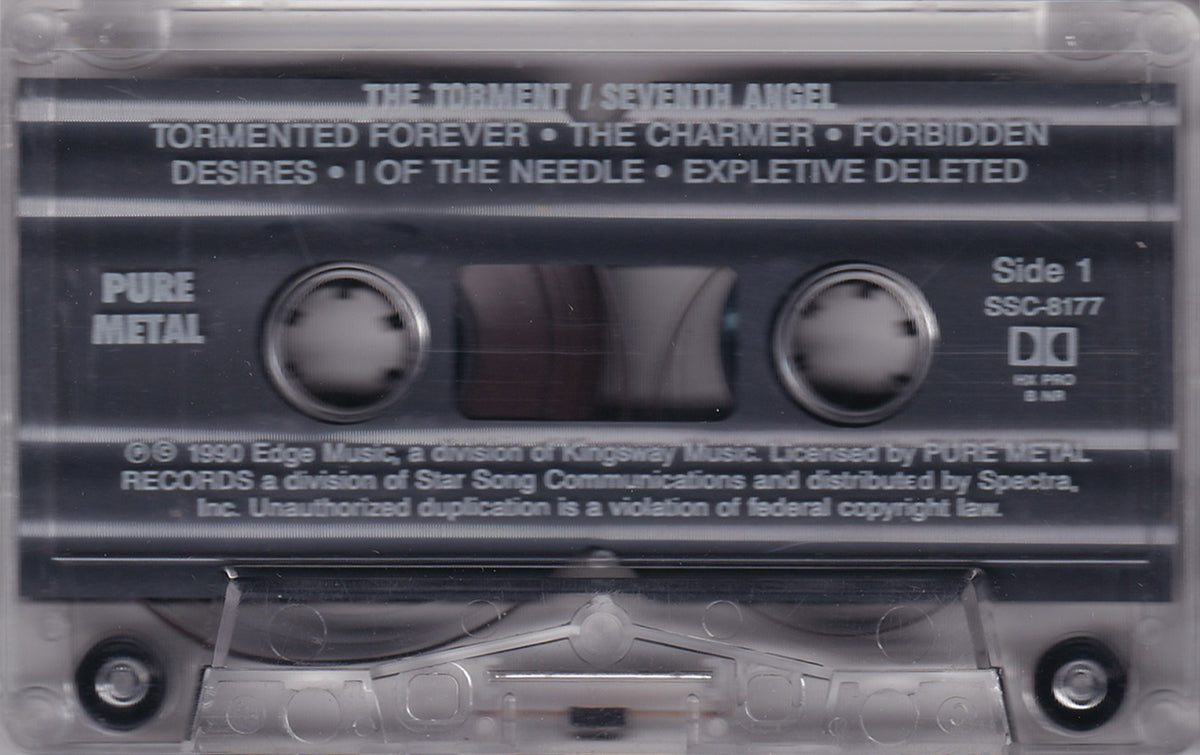 THE TORMENT / SEVENTH ANGEL
TORMENTED FOREVER • THE CHARMER • FORBIDDEN
DESIRES • I OF THE NEEDLE • EXPLETIVE DELETED
PURE
METAL
Side 1
SSC-8177
HX PRO
B NR
℗© 1990 Edge Music, a division of Kingsway Music. Licensed by PURE METAL
RECORDS a division of Star Song Communications and distributed by Spectra,
Inc. Unauthorized duplication is a violation of federal copyright law.